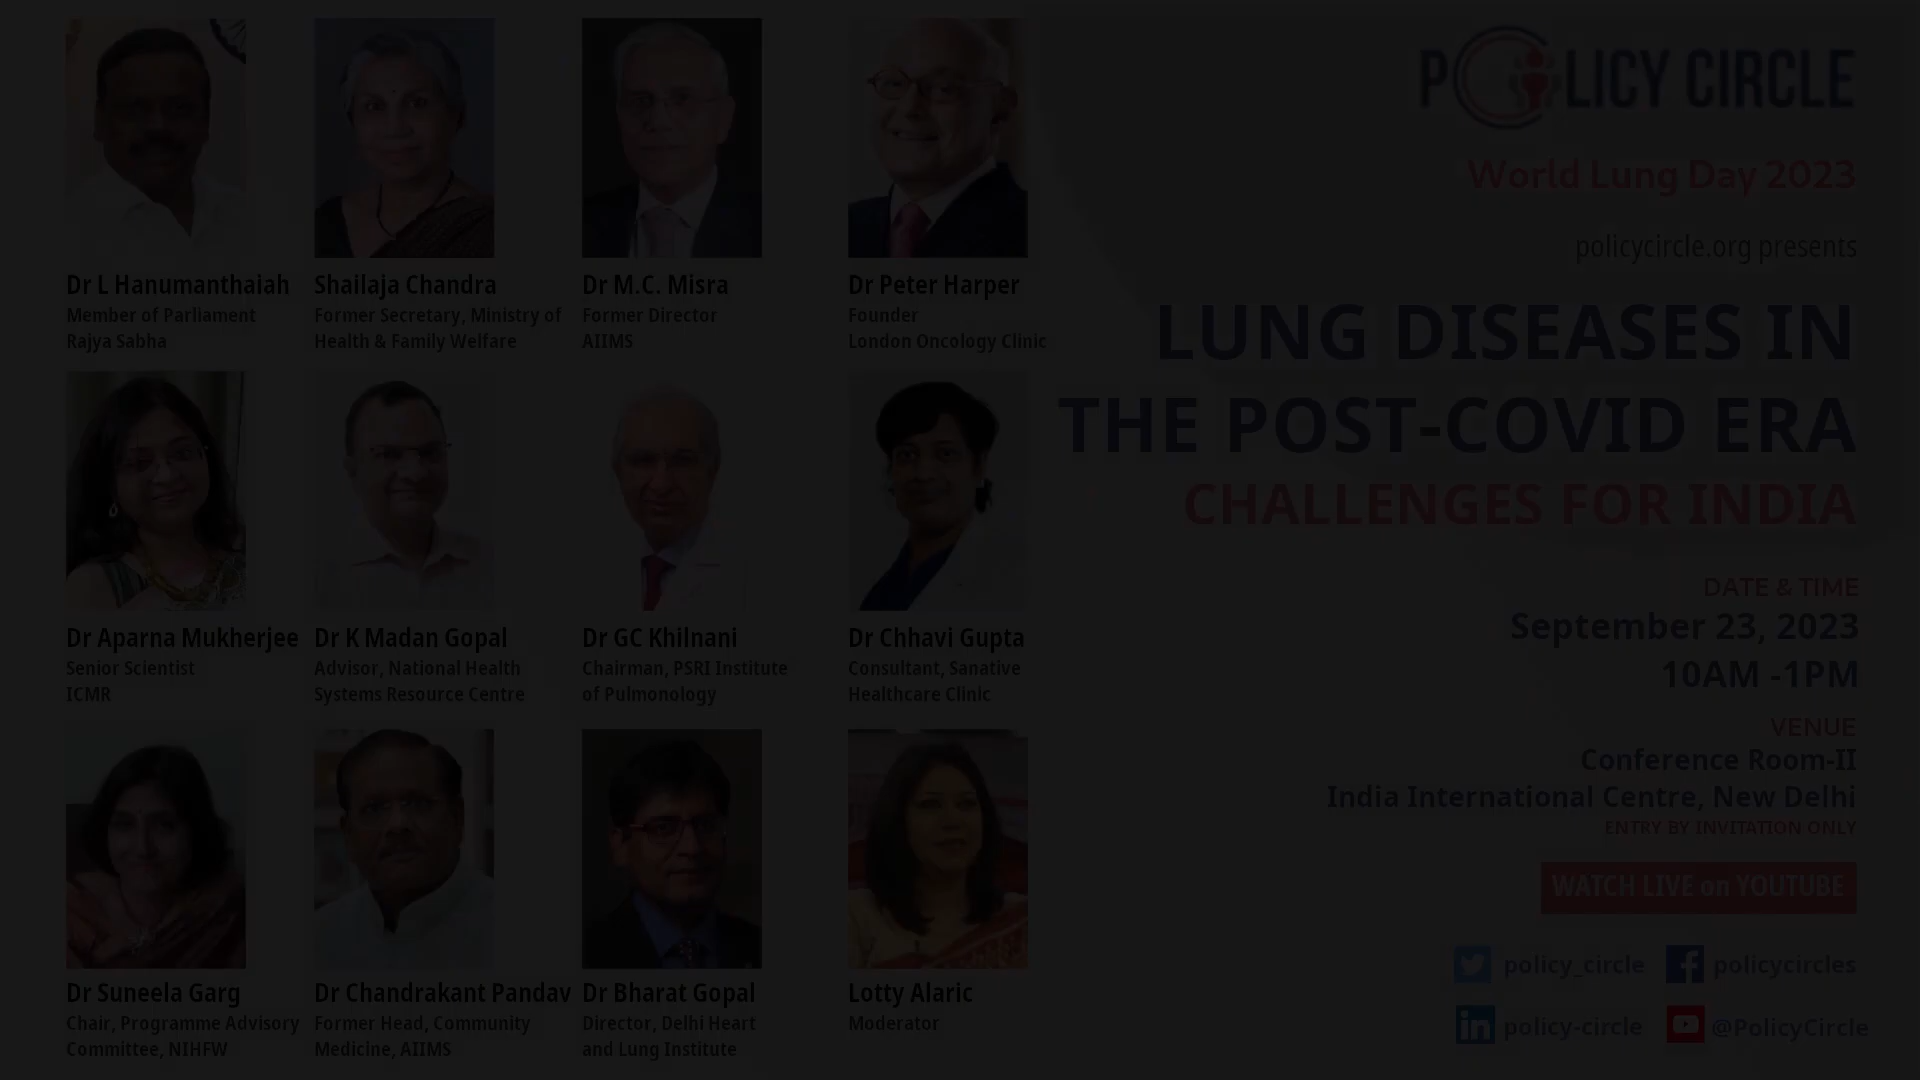 Dr L Hanumanthaiah
Member of Parliament
Rajya Sabha
Shailaja Chandra
Former Secretary, Ministry of
Health & Family Welfare
Dr M.C. Misra
Former Director
AIIMS
Dr Peter Harper
Founder
London Oncology Clinic
Dr Aparna Mukherjee
Senior Scientist
ICMR
Dr K Madan Gopal
Advisor, National Health
Systems Resource Centre
Dr GC Khilnani
Chairman, PSRI Institute
of Pulmonology
Dr Chhavi Gupta
Consultant, Sanative
Healthcare Clinic
Dr Suneela Garg
Chair, Programme Advisory
Committee, NIHFW
Dr Chandrakant Pandav
Former Head, Community
Medicine, AIIMS
Dr Bharat Gopal
Director, Delhi Heart
and Lung Institute
Lotty Alaric
Moderator
POLICY CIRCLE
World Lung Day 2023
policycircle.org presents
LUNG DISEASES IN
THE POST-COVID ERA
CHALLENGES FOR INDIA
DATE & TIME
September 23, 2023
10AM -1PM
VENUE
Conference Room-II
India International Centre, New Delhi
ENTRY BY INVITATION ONLY
WATCH LIVE on YOUTUBE
policy_circle
policycircles
policy-circle
@PolicyCircle